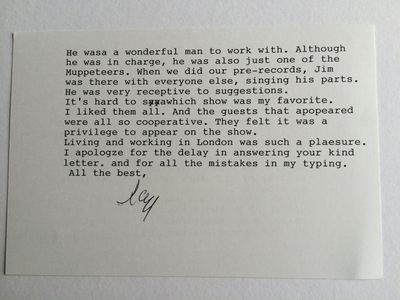 He wasa a wonderful man to work with. Although
he was in charge, he was also just one of the
Muppeteers. When we did our pre-records, Jim
was there with everyone else, singing his parts.
He was very receptive to suggestions.
It's hard to which show was my favorite.
I liked them all. And the guests that apopeared
were all so cooperative. They felt it was a
privilege to appear on the show.
Living and working in London was such a plaesure.
I apologze for the delay in answering your kind
letter. and for all the mistakes in my typing.
All the best,